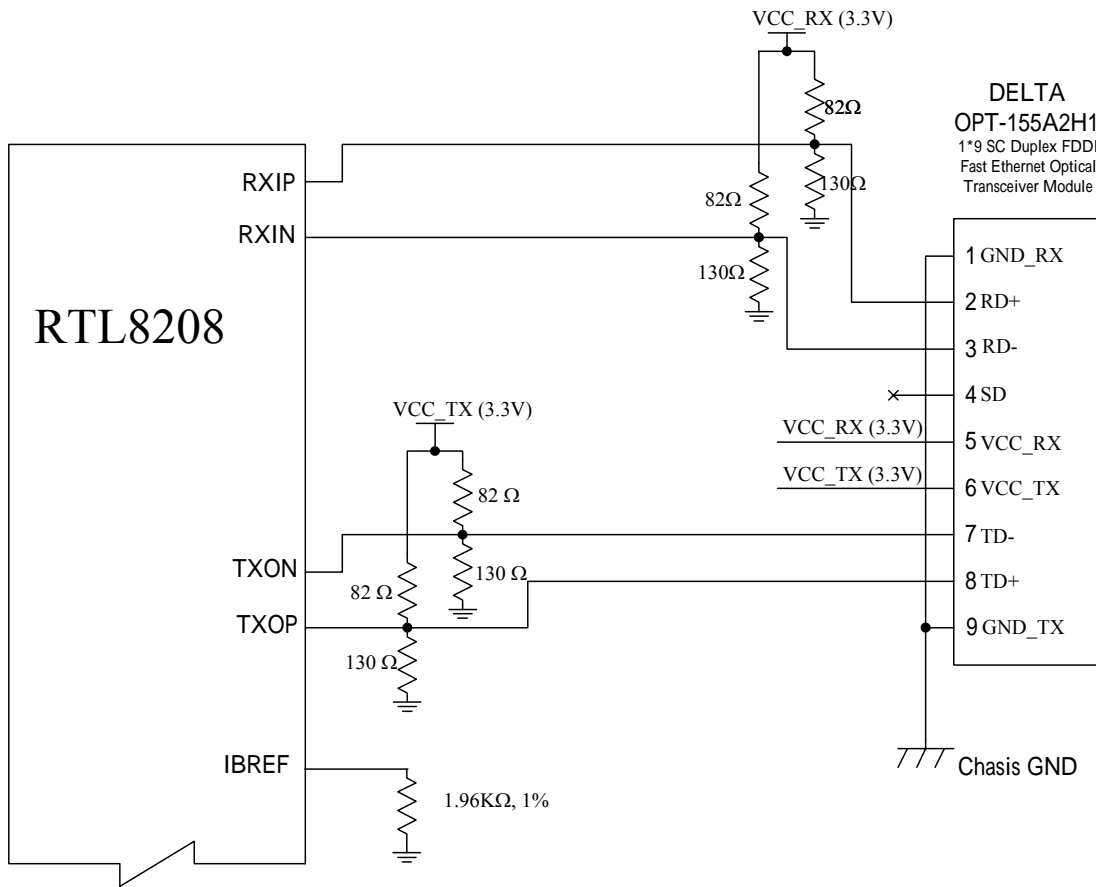 VCC_RX (3.3V)
82Ω
130Ω
82Ω
130Ω
DELTA
OPT-155A2H1
1*9 SC Duplex FDDI
Fast Ethernet Optical
Transceiver Module
RXIP
RXIN
RTL8208
1 GND_RX
2 RD+
3 RD-
4 SD
VCC_RX (3.3V)
5 VCC_RX
VCC_TX (3.3V)
6 VCC_TX
7 TD-
8 TD+
9 GND_TX
VCC_TX (3.3V)
82 Ω
130 Ω
82 Ω
130 Ω
TXON
TXOP
IBREF
1.96KΩ, 1%
Chasis GND